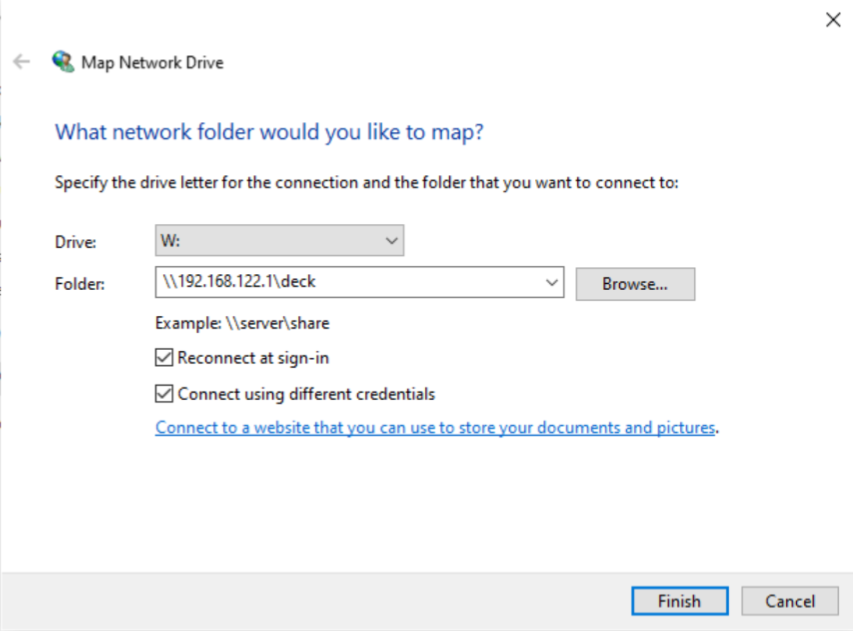 Map Network Drive
What network folder would you like to map?
Specify the drive letter for the connection and the folder that you want to connect to:
Drive: W:
Folder: \\192.168.122.1\deck Browse...
Example: \\server\share
Reconnect at sign-in
Connect using different credentials
Connect to a website that you can use to store your documents and pictures.
Finish Cancel